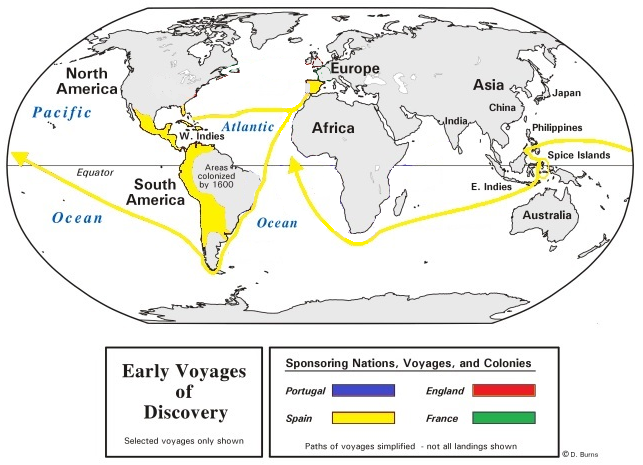 North
America
Europe
Asia
Japan
China
Pacific
W. Indies
Atlantic
Africa
India
Philippines
Spice Islands
Equator
Areas
colonized
by 1600
South
America
E. Indies
Ocean
Ocean
Australia
Early Voyages
of
Discovery
Selected voyages only shown
Sponsoring Nations, Voyages, and Colonies
Portugal
England
Spain
France
Paths of voyages simplified - not all landings shown
© D. Burns